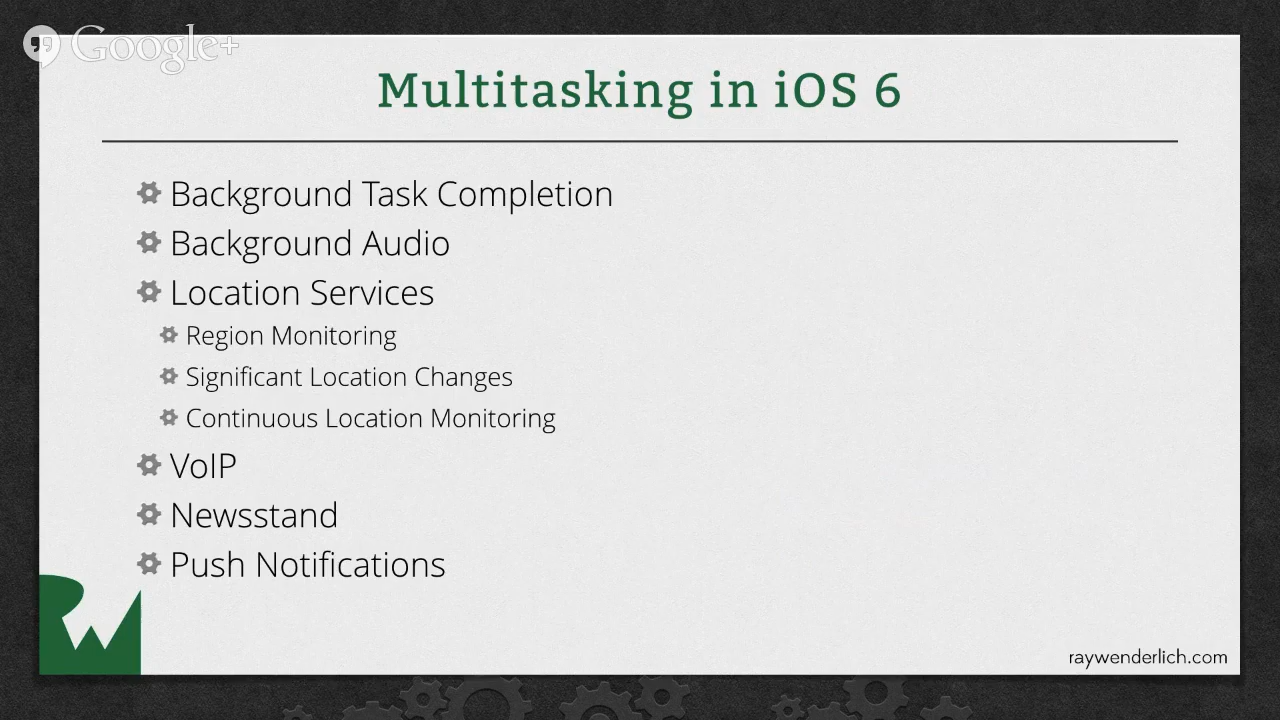 Google+
Multitasking in iOS 6
Background Task Completion
Background Audio
Location Services
Region Monitoring
Significant Location Changes
Continuous Location Monitoring
VoIP
Newsstand
Push Notifications
RW
raywenderlich.com